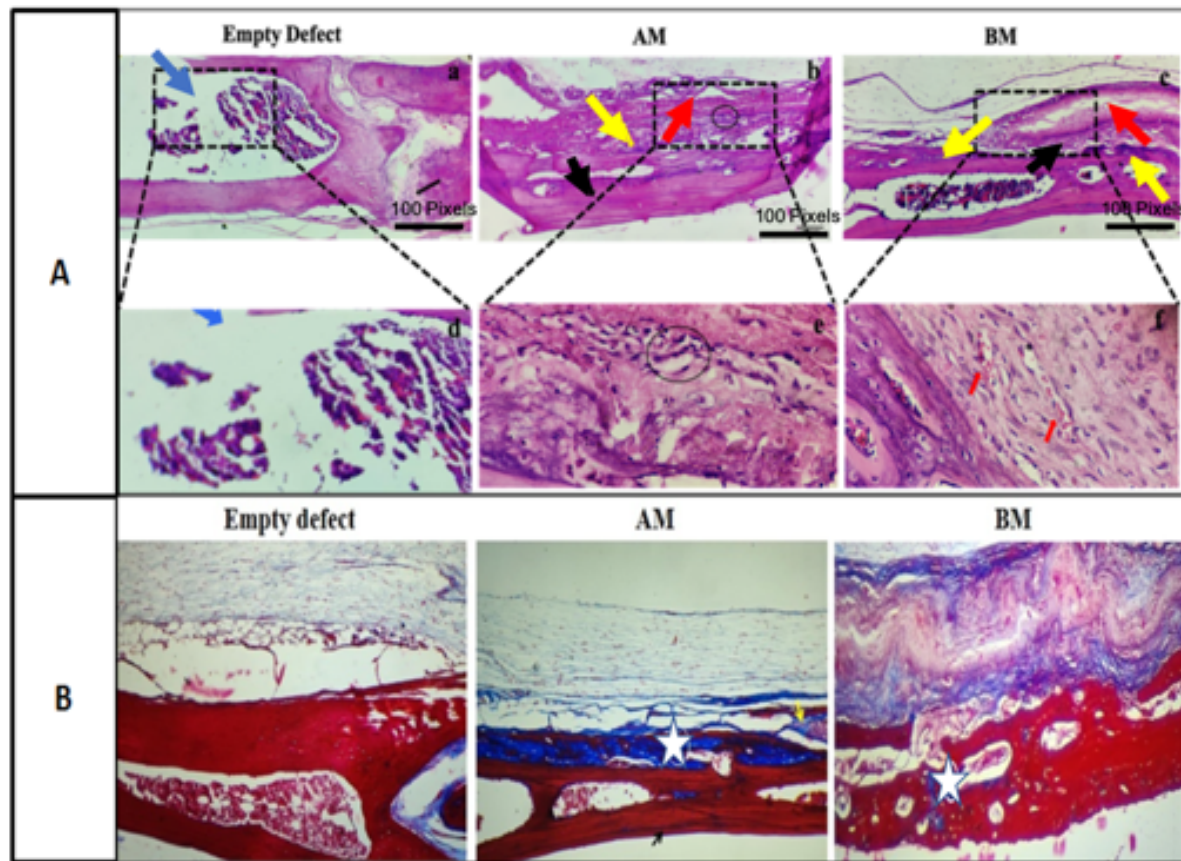 Empty Defect AM BM
a b c
100 Pixels 100 Pixels 100 Pixels
A
d e f
Empty defect AM BM
B